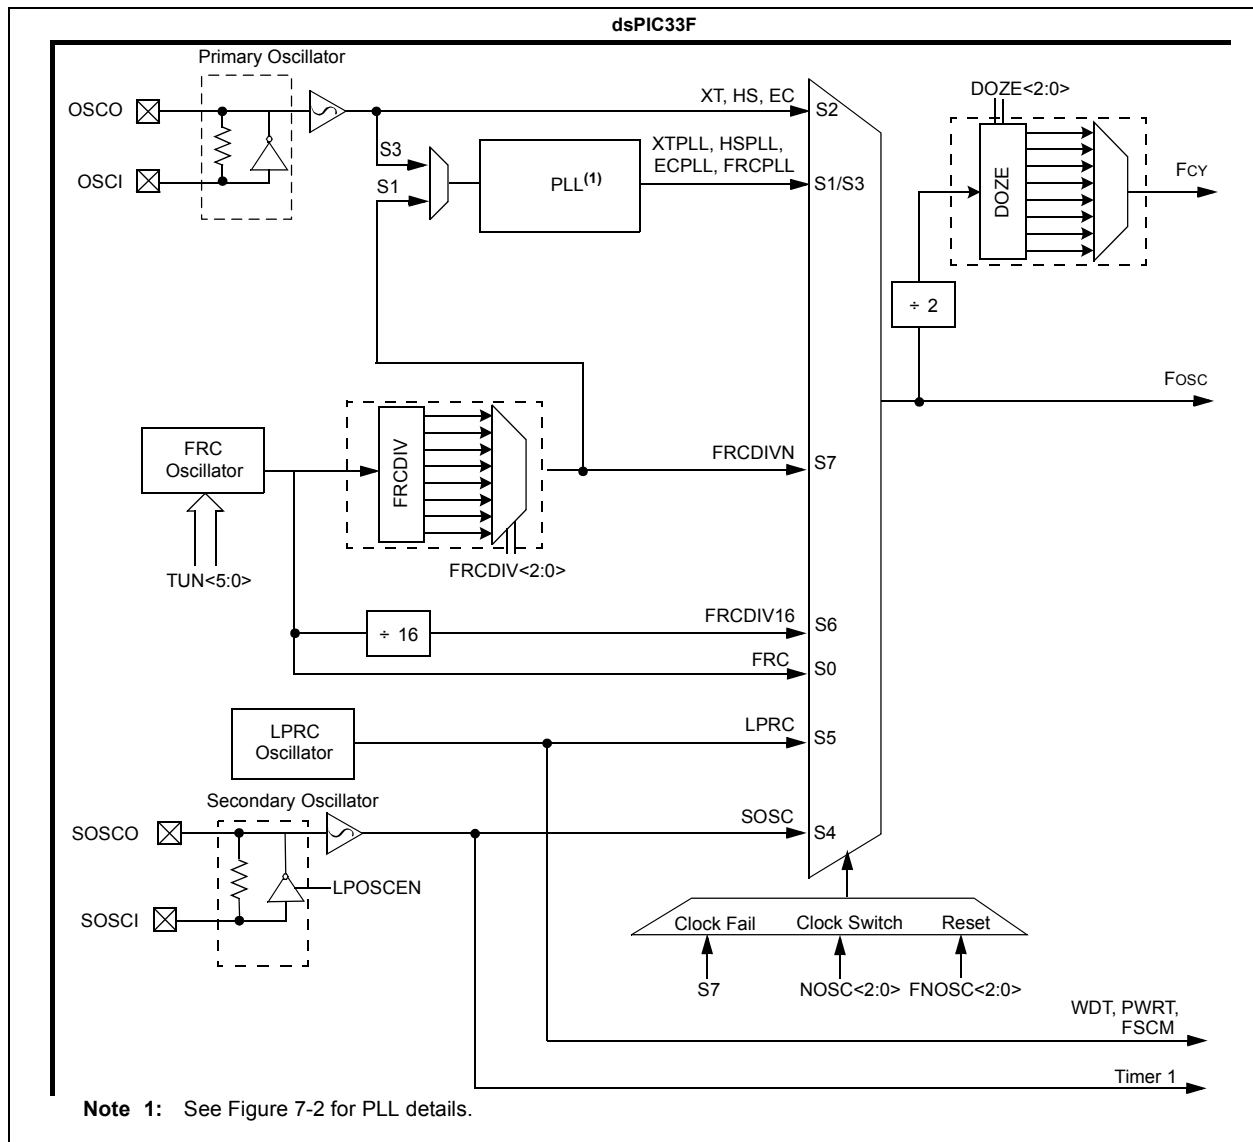 dsPIC33F
Primary Oscillator
OSCO
OSCI
XT, HS, EC
S2
S3
S1
PLL(1)
XTPLL, HSPLL,
ECPLL, FRCPLL
S1/S3
DOZE<2:0>
DOZE
FCY
÷ 2
FOSC
FRC
Oscillator
TUN<5:0>
FRCDIV
FRCDIV<2:0>
FRCDIVN
S7
÷ 16
FRCDIV16
S6
FRC
S0
LPRC
Oscillator
LPRC
S5
Secondary Oscillator
SOSCO
SOSCI
LPOSCEN
SOSC
S4
Clock Fail
Clock Switch
Reset
S7
NOSC<2:0>
FNOSC<2:0>
WDT, PWRT,
FSCM
Timer 1
Note 1: See Figure 7-2 for PLL details.